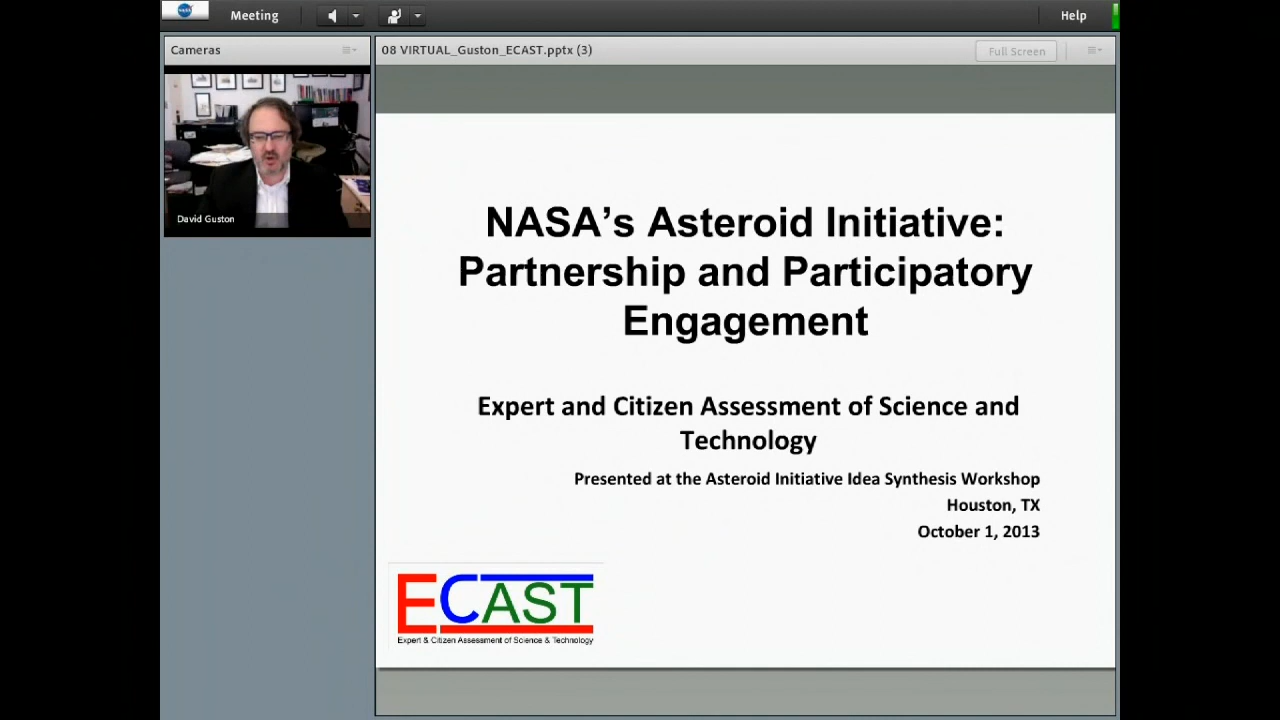 Meeting
Help
Cameras
08 VIRTUAL_Guston_ECAST.pptx (3)
Full Screen
David Guston
NASA's Asteroid Initiative:
Partnership and Participatory
Engagement
Expert and Citizen Assessment of Science and
Technology
Presented at the Asteroid Initiative Idea Synthesis Workshop
Houston, TX
October 1, 2013
ECAST
Expert & Citizen Assessment of Science & Technology